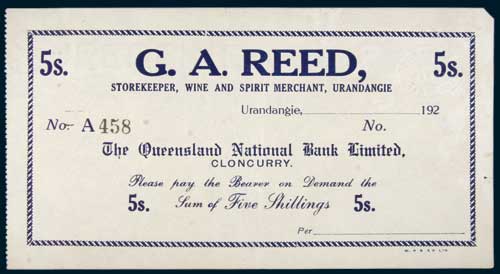 5s. G. A. REED, 5s.
STOREKEEPER, WINE AND SPIRIT MERCHANT, URANDANGIE
Urandangie, 192
No. A 458 No.
The Queensland National Bank Limited,
CLONCURRY.
Please pay the Bearer on Demand the
5s. Sum of Five Shillings 5s.
Per